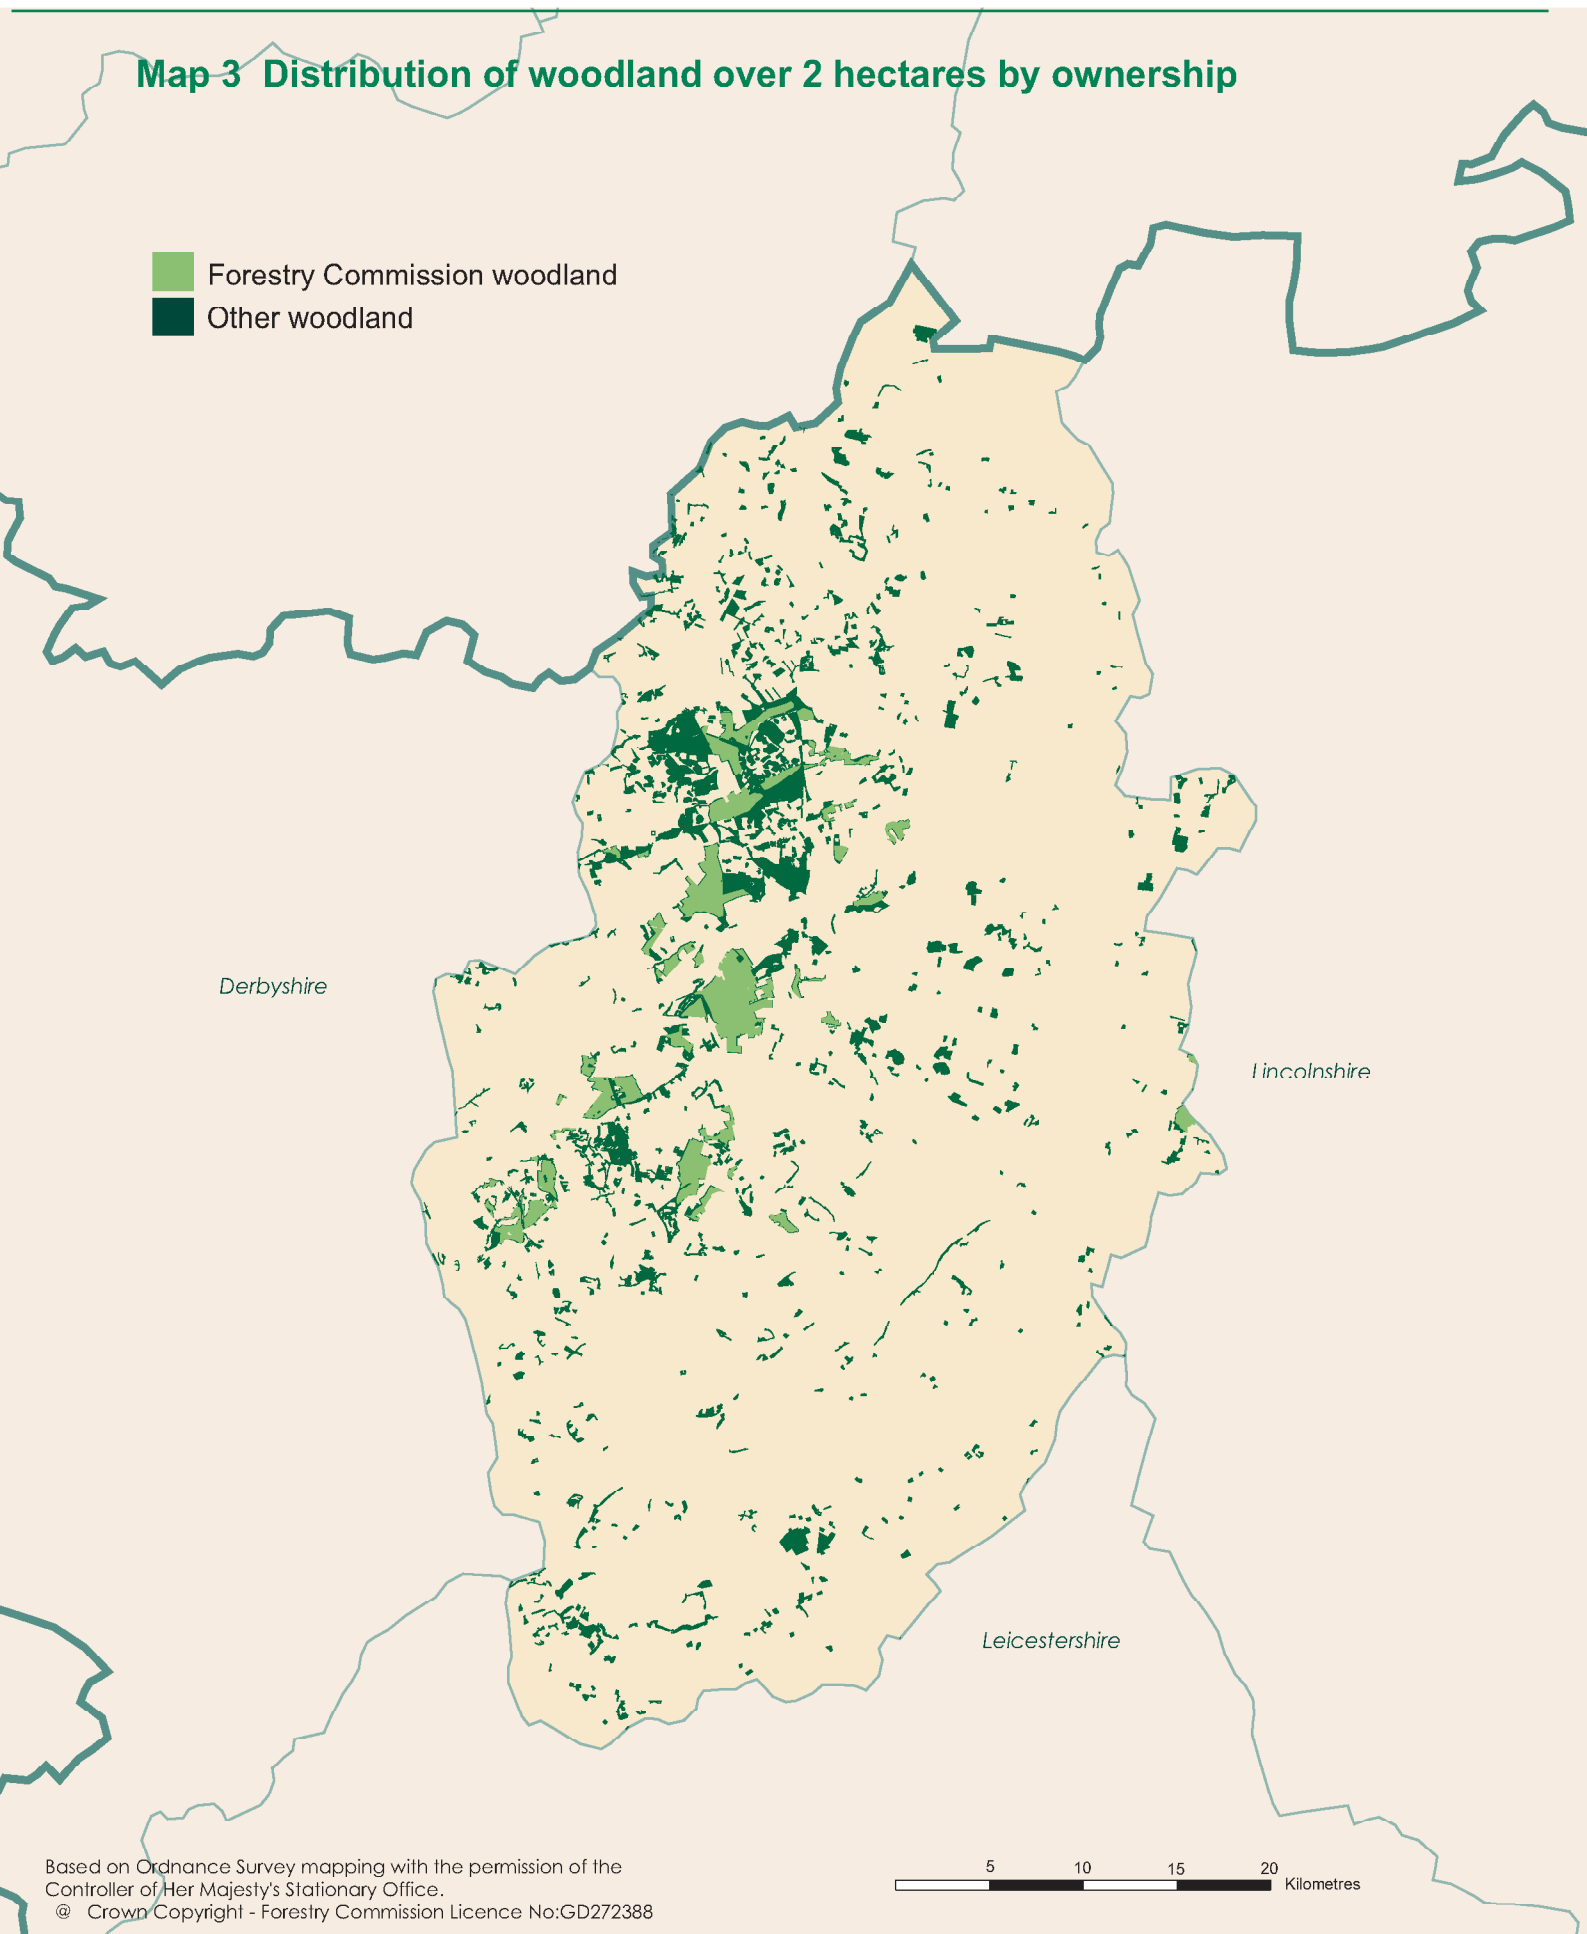 Map 3 Distribution of woodland over 2 hectares by ownership
Forestry Commission woodland
Other woodland
Derbyshire
Lincolnshire
Leicestershire
Based on Ordnance Survey mapping with the permission of the
Controller of Her Majesty's Stationary Office.
@ Crown Copyright - Forestry Commission Licence No:GD272388
5 10 15 20
Kilometres